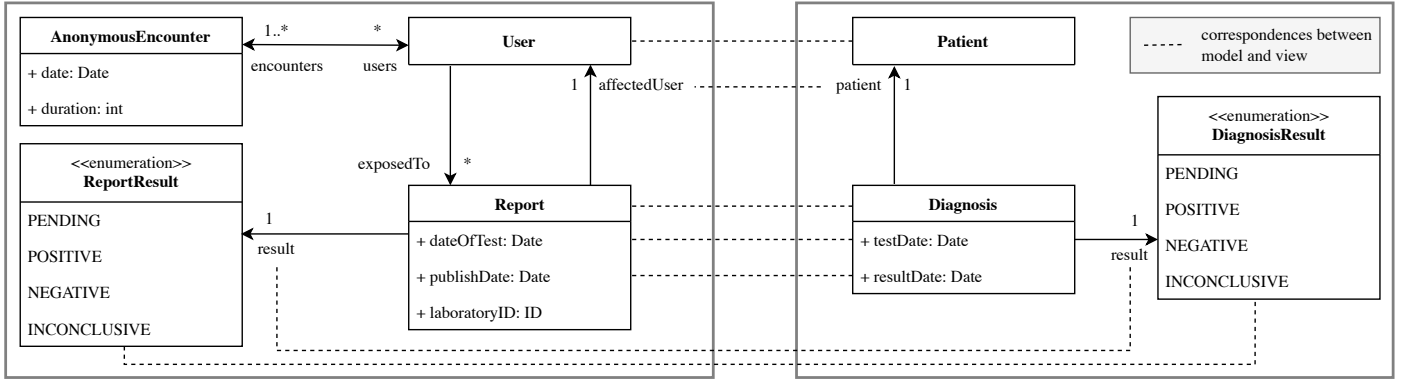 AnonymousEncounter
+ date: Date
+ duration: int
1..*
*
encounters
users
User
1
affectedUser
exposedTo
*
<<enumeration>>
ReportResult
PENDING
POSITIVE
NEGATIVE
INCONCLUSIVE
1
result
Report
+ dateOfTest: Date
+ publishDate: Date
+ laboratoryID: ID
Patient
patient
1
Diagnosis
+ testDate: Date
+ resultDate: Date
1
result
correspondences between
model and view
<<enumeration>>
DiagnosisResult
PENDING
POSITIVE
NEGATIVE
INCONCLUSIVE